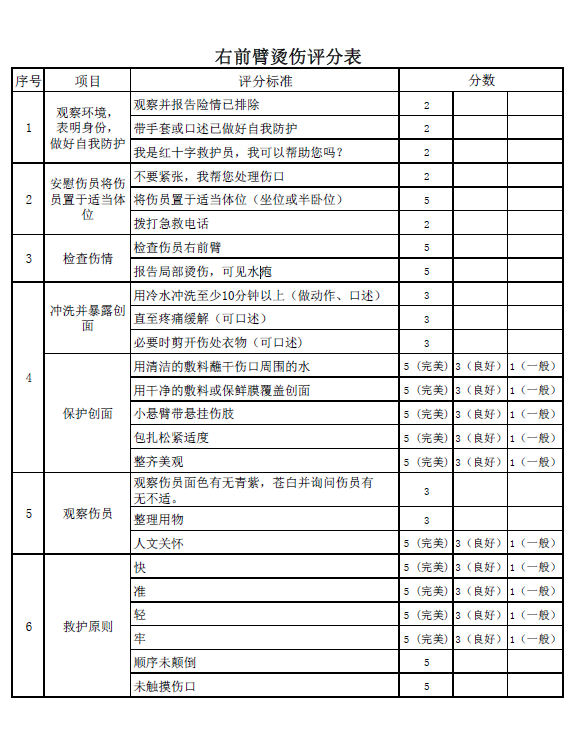 右前臂烫伤评分表
序号 项目 评分标准 分数
1 观察环境，表明身份，做好自我防护 观察并报告险情已排除 2
带手套或口述已做好自我防护 2
我是红十字救护员，我可以帮助您吗？ 2
2 安慰伤员将伤员置于适当体位 不要紧张，我帮您处理伤口 2
将伤员置于适当体位（坐位或半卧位） 5
拨打急救电话 2
3 检查伤情 检查伤员右前臂 5
报告局部烫伤，可见水疱 5
4 冲洗并暴露创面 用冷水冲洗至少10分钟以上（做动作、口述） 3
直至疼痛缓解（可口述） 3
必要时剪开伤处衣物（可口述) 3
保护创面 用清洁的敷料蘸干伤口周围的水 5（完美) 3（良好） 1（一般）
用干净的敷料或保鲜膜覆盖创面 5（完美) 3（良好） 1（一般）
小悬臂带悬挂伤肢 5（完美) 3（良好） 1（一般）
包扎松紧适度 5（完美) 3（良好） 1（一般）
整齐美观 5（完美) 3（良好） 1（一般）
5 观察伤员 观察伤员面色有无青紫，苍白并询问伤员有无不适。 3
整理用物 3
人文关怀 5（完美) 3（良好） 1（一般）
6 救护原则 快 5（完美) 3（良好） 1（一般）
准 5（完美) 3（良好） 1（一般）
轻 5（完美) 3（良好） 1（一般）
牢 5（完美) 3（良好） 1（一般）
顺序未颠倒 5
未触摸伤口 5